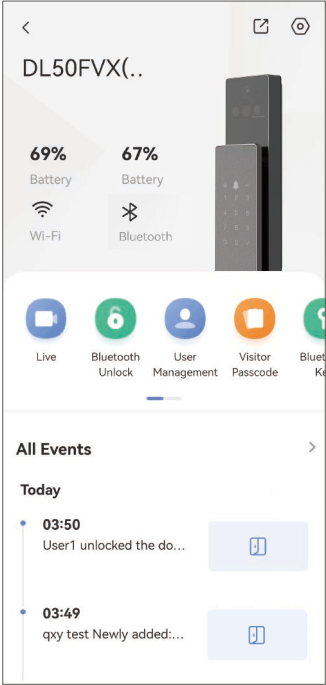 DL50FVX(..
69% 67%
Battery Battery
Wi-Fi Bluetooth
Live Bluetooth User Visitor Bluet
Unlock Management Passcode Ke
All Events
Today
03:50
User1 unlocked the do...
03:49
qxy test Newly added:...